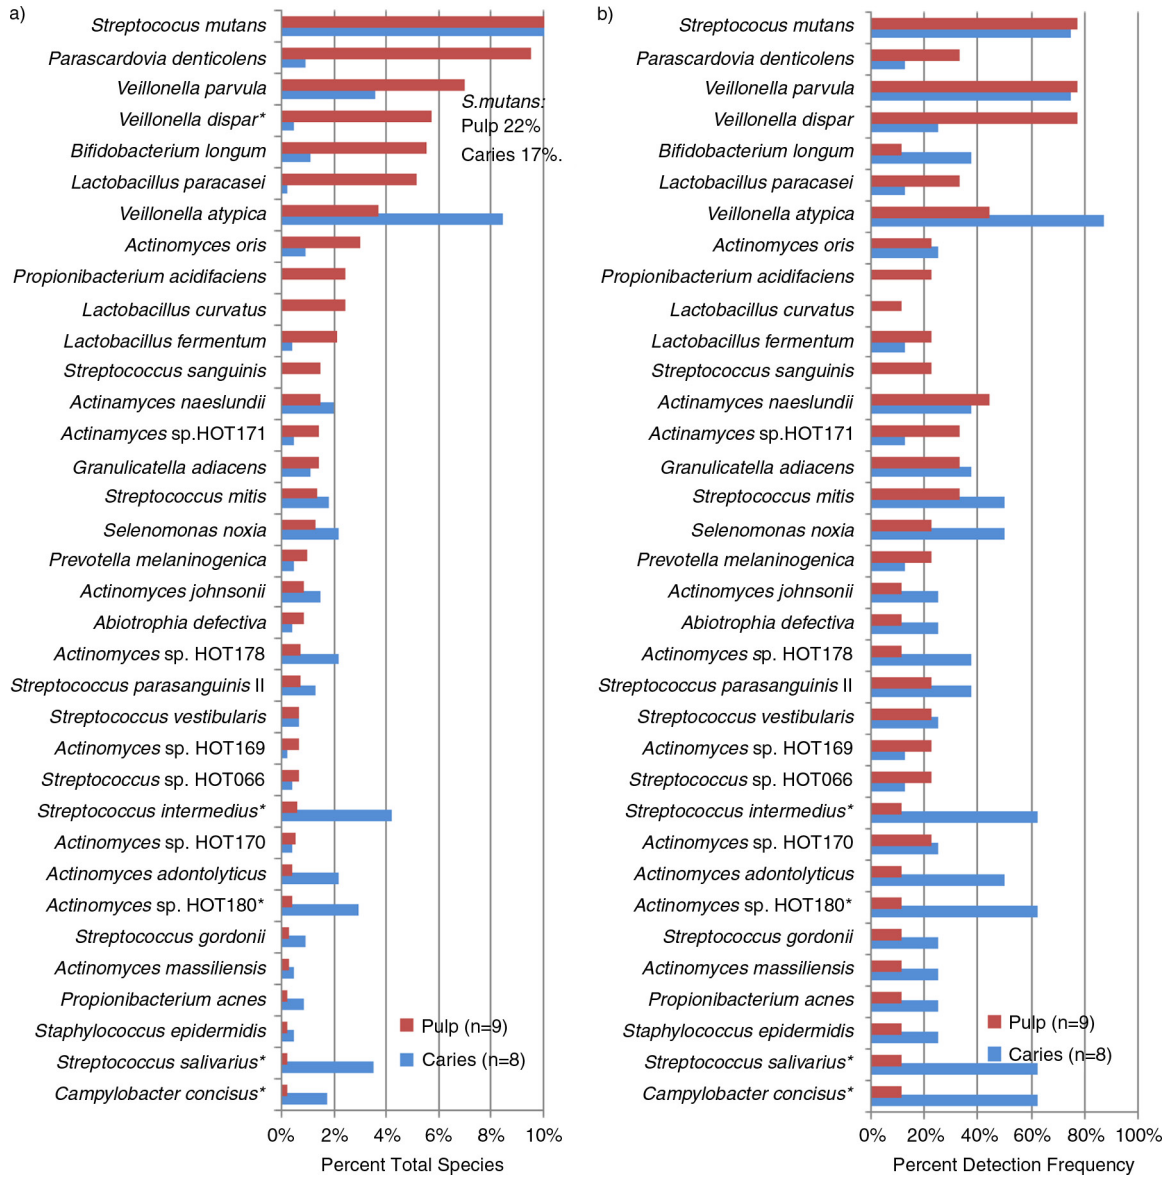 a)
Streptococus mutans
Parascardovia denticolens
Veillonella parvula
Veillonella dispar*
Bifidobacterium longum
Lactobacillus paracasei
Veillonella atypica
Actinomyces oris
Propionibacterium acidifaciens
Lactobacillus curvatus
Lactobacillus fermentum
Streptococcus sanguinis
Actinamyces naeslundii
Actinamyces sp.HOT171
Granulicatella adiacens
Streptococcus mitis
Selenomonas noxia
Prevotella melaninogenica
Actinomyces johnsonii
Abiotrophia defectiva
Actinomyces sp. HOT178
Streptococcus parasanguinis II
Streptococcus vestibularis
Actinomyces sp. HOT169
Streptococcus sp. HOT066
Streptococcus intermedius*
Actinomyces sp. HOT170
Actinomyces adontolyticus
Actinomyces sp. HOT180*
Streptococcus gordonii
Actinomyces massiliensis
Propionibacterium acnes
Staphylococcus epidermidis
Streptococcus salivarius*
Campylobacter concisus*
S.mutans:
Pulp 22%
Caries 17%.
Pulp (n=9)
Caries (n=8)
0% 2% 4% 6% 8% 10%
Percent Total Species
b)
Streptococus mutans
Parascardovia denticolens
Veillonella parvula
Veillonella dispar
Bifidobacterium longum
Lactobacillus paracasei
Veillonella atypica
Actinomyces oris
Propionibacterium acidifaciens
Lactobacillus curvatus
Lactobacillus fermentum
Streptococcus sanguinis
Actinamyces naeslundii
Actinamyces sp.HOT171
Granulicatella adiacens
Streptococcus mitis
Selenomonas noxia
Prevotella melaninogenica
Actinomyces johnsonii
Abiotrophia defectiva
Actinomyces sp. HOT178
Streptococcus parasanguinis II
Streptococcus vestibularis
Actinomyces sp. HOT169
Streptococcus sp. HOT066
Streptococcus intermedius*
Actinomyces sp. HOT170
Actinomyces adontolyticus
Actinomyces sp. HOT180*
Streptococcus gordonii
Actinomyces massiliensis
Propionibacterium acnes
Staphylococcus epidermidis
Streptococcus salivarius*
Campylobacter concisus*
Pulp (n=9)
Caries (n=8)
0% 20% 40% 60% 80% 100%
Percent Detection Frequency